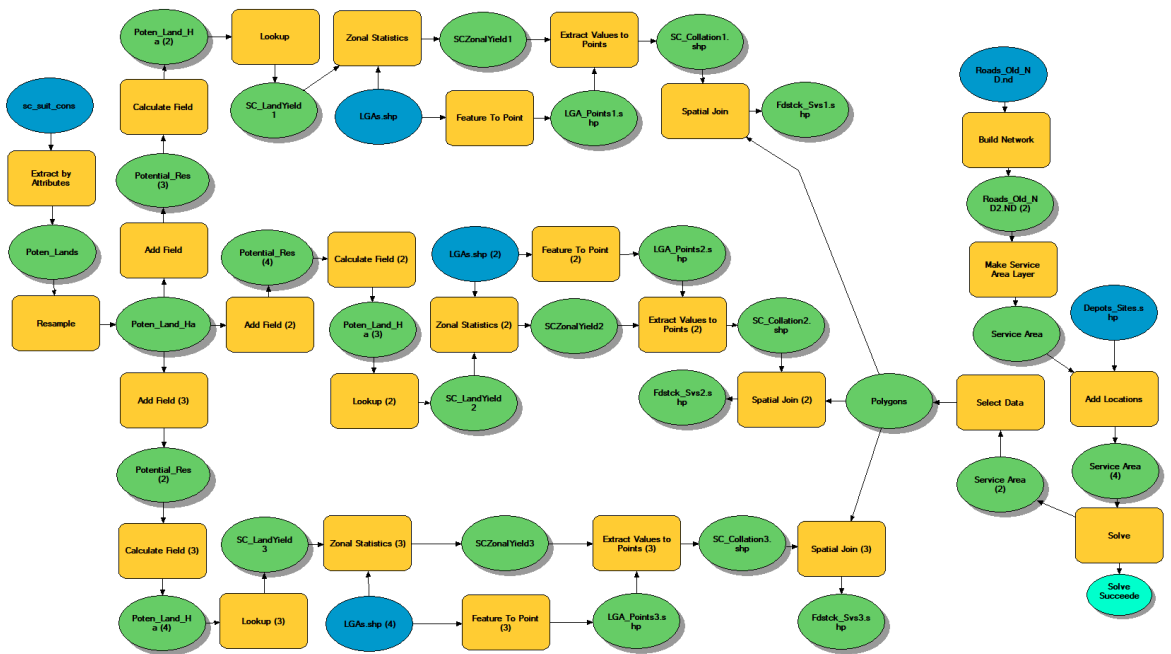 Poten_Land_H
a (2)
Lookup
Zonal Statistics
SCZonalYield1
Extract Values to
Points
SC_Collation1.
shp
Roads_Old_N
D.nd
sc_suit_cons
Calculate Field
SC_LandYield
1
LGAs.shp
Feature To Point
LGA_Points1.s
hp
Spatial Join
Fdstck_Svs1.s
hp
Build Network
Extract by
Attributes
Potential_Res
(3)
Roads_Old_N
D2.ND (2)
Poten_Lands
Add Field
Potential_Res
(4)
Calculate Field (2)
LGAs.shp (2)
Feature To Point
(2)
LGA_Points2.s
hp
Make Service
Area Layer
Resample
Poten_Land_Ha
Add Field (2)
Poten_Land_H
a (3)
Zonal Statistics (2)
SCZonalYield2
Extract Values to
Points (2)
SC_Collation2.
shp
Service Area
Depots_Sites.s
hp
Add Field (3)
Lookup (2)
SC_LandYield
2
Fdstck_Svs2.s
hp
Spatial Join (2)
Polygons
Select Data
Add Locations
Potential_Res
(2)
Service Area
(2)
Service Area
(4)
Calculate Field (3)
SC_LandYield
3
Zonal Statistics (3)
SCZonalYield3
Extract Values to
Points (3)
SC_Collation3.
shp
Spatial Join (3)
Solve
Poten_Land_H
a (4)
Lookup (3)
LGAs.shp (4)
Feature To Point
(3)
LGA_Points3.s
hp
Fdstck_Svs3.s
hp
Solve
Succeede